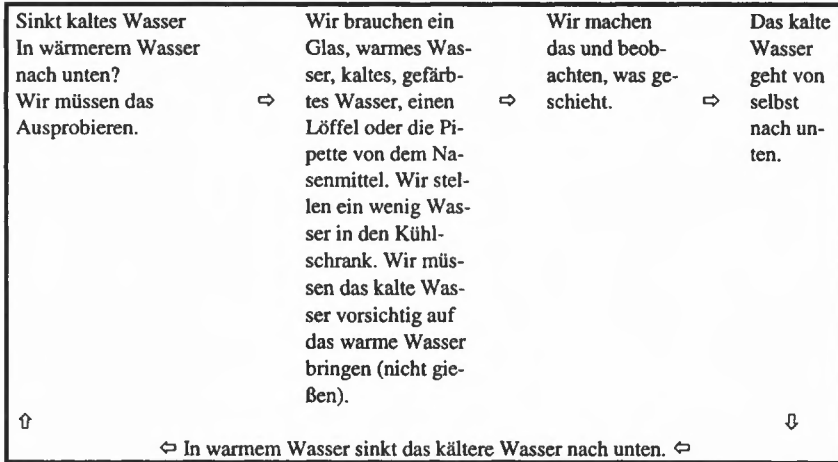 Sinkt kaltes Wasser
In wärmerem Wasser
nach unten?
Wir müssen das
Ausprobieren.
⇨
Wir brauchen ein
Glas, warmes Was-
ser, kaltes, gefärb-
tes Wasser, einen
Löffel oder die Pi-
pette von dem Na-
senmittel. Wir stel-
len ein wenig Was-
ser in den Kühl-
schrank. Wir müs-
sen das kalte Was-
ser vorsichtig auf
das warme Wasser
bringen (nicht gie-
ßen).
⇨
Wir machen
das und beob-
achten, was ge-
schieht.
⇨
Das kalte
Wasser
geht von
selbst
nach un-
ten.
⇧ ⇩
⇦ In warmem Wasser sinkt das kältere Wasser nach unten. ⇦